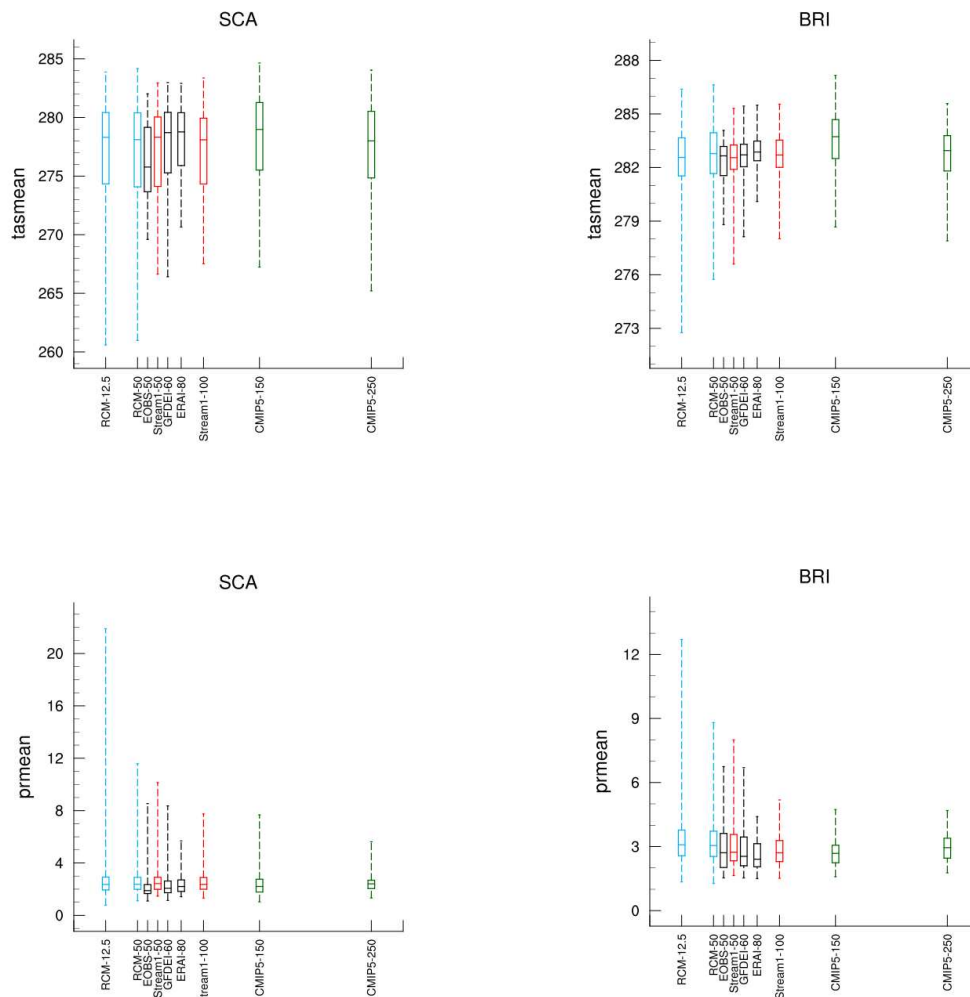 SCA
BRI
tasmean
285
280
275
270
265
260
RCM-12.5
RCM-50
EOBS-50
Stream1-50
GFDEI-60
ERAI-80
Stream1-100
CMIP5-150
CMIP5-250
tasmean
288
285
282
279
276
273
RCM-12.5
RCM-50
EOBS-50
Stream1-50
GFDEI-60
ERAI-80
Stream1-100
CMIP5-150
CMIP5-250
SCA
BRI
prmean
20
16
12
8
4
0
RCM-12.5
RCM-50
EOBS-50
Stream1-50
GFDEI-60
ERAI-80
tream1-100
CMIP5-150
CMIP5-250
prmean
12
9
6
3
0
RCM-12.5
RCM-50
EOBS-50
Stream1-50
GFDEI-60
ERAI-80
Stream1-100
CMIP5-150
CMIP5-250